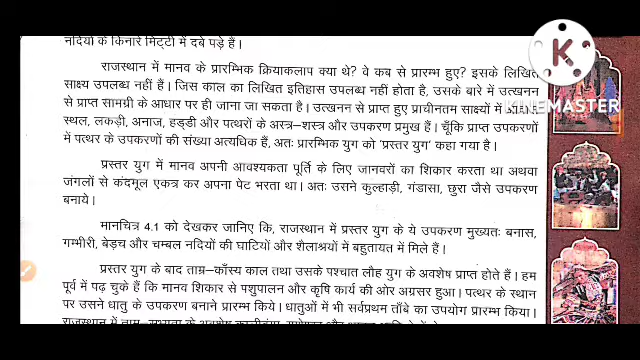 नदियों के किनारे मिट्टी में दबे पड़े हैं।
राजस्थान में मानव के प्रारम्भिक क्रियाकलाप क्या थे? वे कब से प्रारम्भ हुए? इसके लिखित
साक्ष्य उपलब्ध नहीं हैं। जिस काल का लिखित इतिहास उपलब्ध नहीं होता है, उसके बारे में उत्खनन
से प्राप्त सामग्री के आधार पर ही जाना जा सकता है। उत्खनन से प्राप्त हुए प्राचीनतम साक्ष्यों में
स्थल, लकड़ी, अनाज, हड्डी और पत्थरों के अस्त्र–शस्त्र और उपकरण प्रमुख हैं। चूँकि प्राप्त उपकरणों
में पत्थर के उपकरणों की संख्या अत्यधिक हैं, अतः प्रारम्भिक युग को 'प्रस्तर युग' कहा गया है।
प्रस्तर युग में मानव अपनी आवश्यकता पूर्ति के लिए जानवरों का शिकार करता था अथवा
जंगलों से कंदमूल एकत्र कर अपना पेट भरता था। अतः उसने कुल्हाड़ी, गंडासा, छुरा जैसे उपकरण
बनाये।
मानचित्र 4.1 को देखकर जानिए कि, राजस्थान में प्रस्तर युग के ये उपकरण मुख्यतः बनास,
गम्भीरी, बेड़च और चम्बल नदियों की घाटियों और शैलाश्रयों में बहुतायत में मिले हैं।
प्रस्तर युग के बाद ताम्र–काँस्य काल तथा उसके पश्चात लौह युग के अवशेष प्राप्त होते हैं। हम
पूर्व में पढ़ चुके हैं कि मानव शिकार से पशुपालन और कृषि कार्य की ओर अग्रसर हुआ। पत्थर के स्थान
पर उसने धातु के उपकरण बनाने प्रारम्भ किये। धातुओं में भी सर्वप्रथम ताँबे का उपयोग प्रारम्भ किया।
राजस्थान में
KINEMASTER